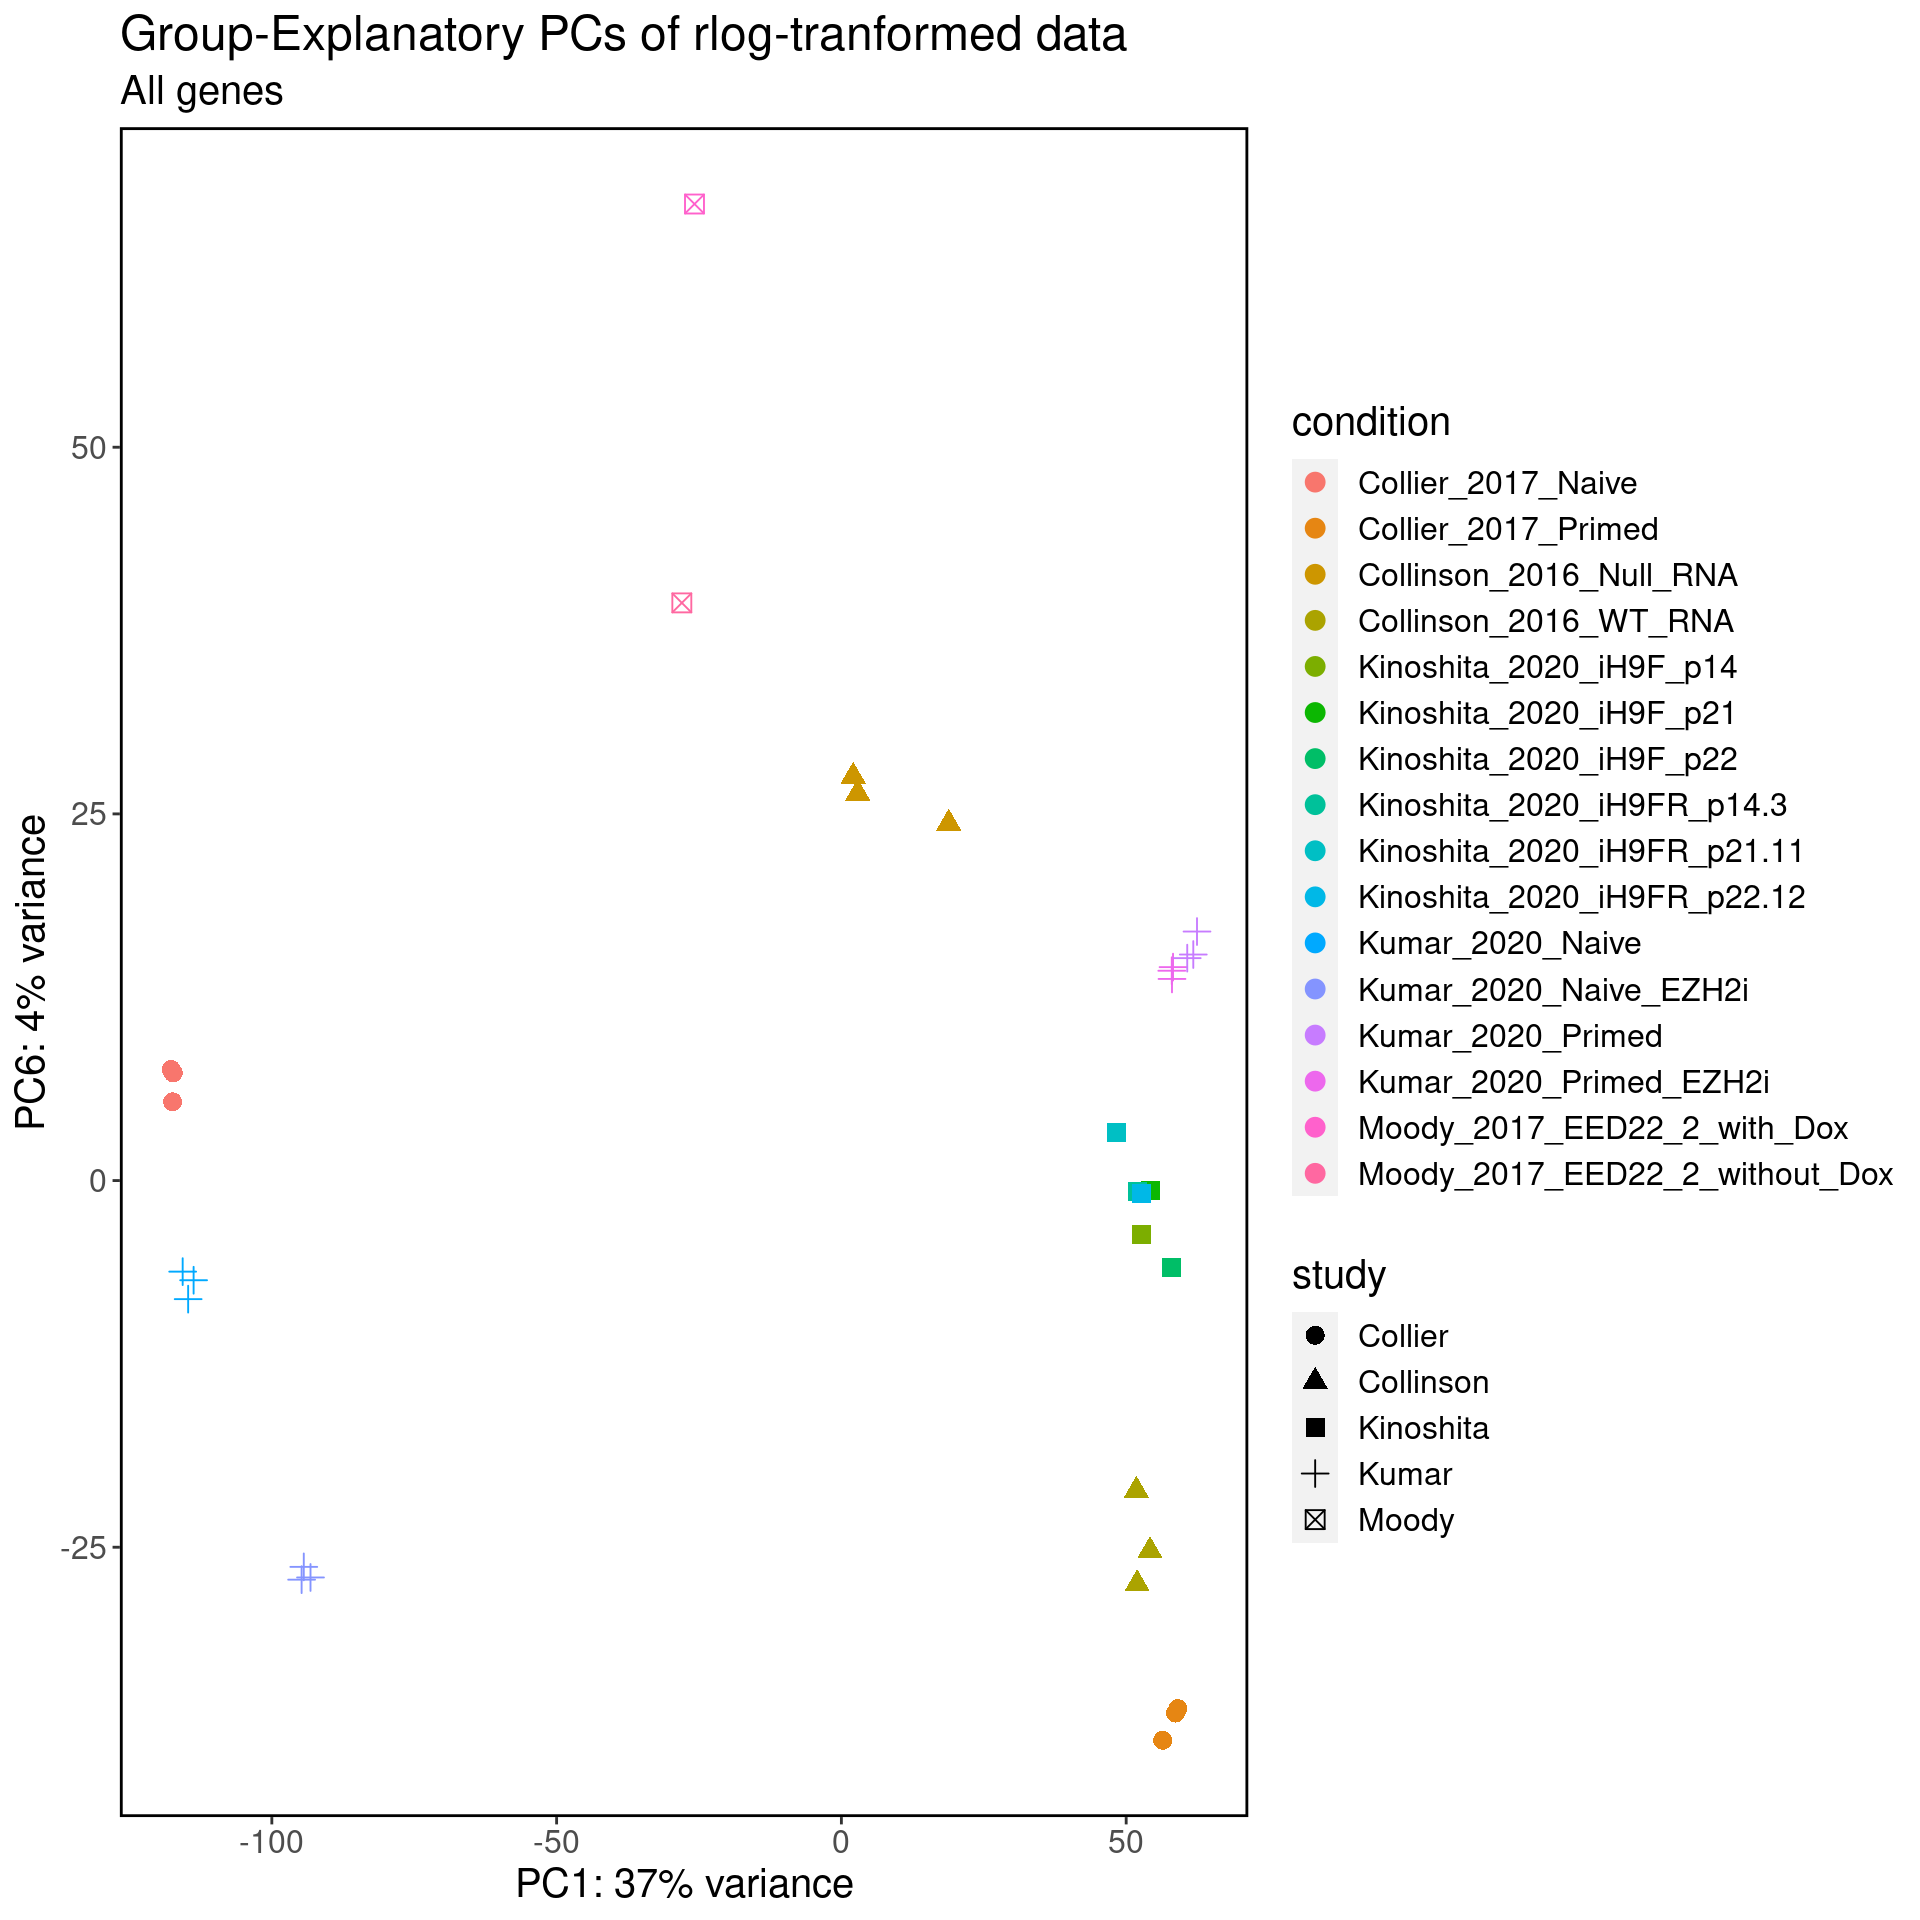 Group-Explanatory PCs of rlog-tranformed data
All genes
50
25
0
-25
PC6: 4% variance
-100
-50
0
50
PC1: 37% variance
condition
Collier_2017_Naive
Collier_2017_Primed
Collinson_2016_Null_RNA
Collinson_2016_WT_RNA
Kinoshita_2020_iH9F_p14
Kinoshita_2020_iH9F_p21
Kinoshita_2020_iH9F_p22
Kinoshita_2020_iH9FR_p14.3
Kinoshita_2020_iH9FR_p21.11
Kinoshita_2020_iH9FR_p22.12
Kumar_2020_Naive
Kumar_2020_Naive_EZH2i
Kumar_2020_Primed
Kumar_2020_Primed_EZH2i
Moody_2017_EED22_2_with_Dox
Moody_2017_EED22_2_without_Dox
study
Collier
Collinson
Kinoshita
Kumar
Moody